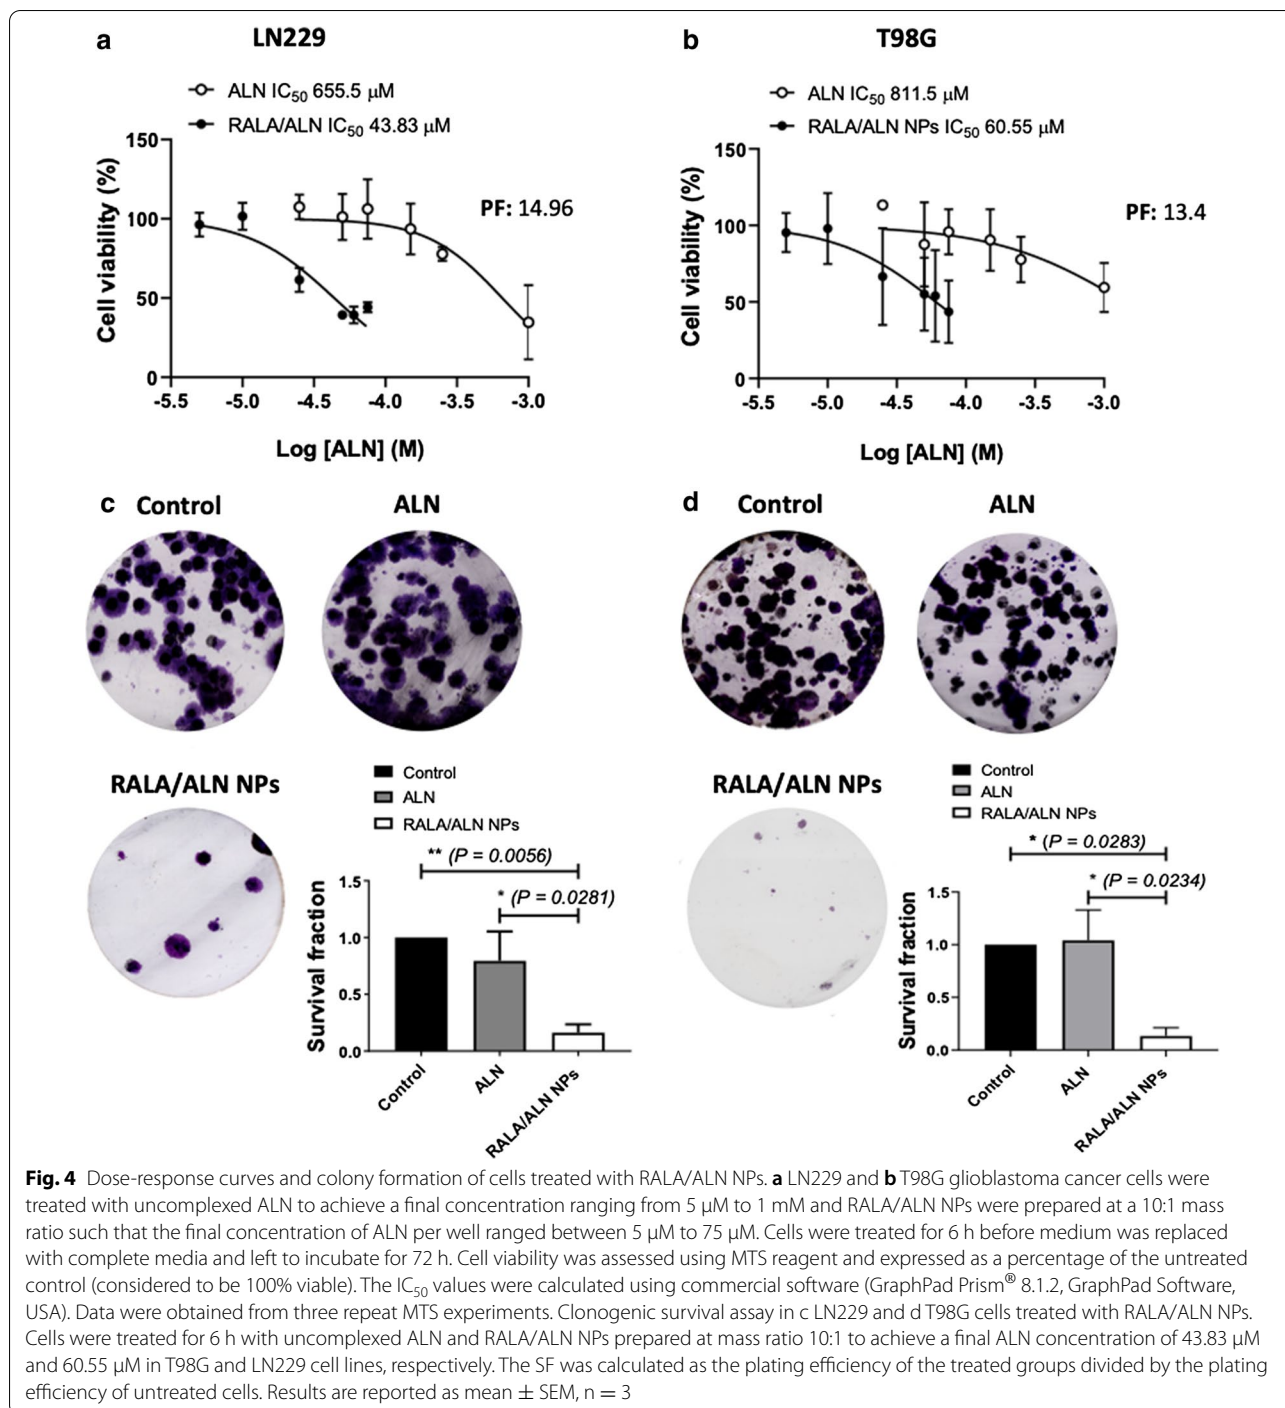 a LN229
ALN IC50 655.5 μM
RALA/ALN IC50 43.83 μM
150
100
50
0
Cell viability (%)
PF: 14.96
-5.5 -5.0 -4.5 -4.0 -3.5 -3.0
Log [ALN] (M)
b T98G
ALN IC50 811.5 μM
RALA/ALN NPs IC50 60.55 μM
150
100
50
0
Cell viability (%)
PF: 13.4
-5.5 -5.0 -4.5 -4.0 -3.5 -3.0
Log [ALN] (M)
c Control ALN
RALA/ALN NPs
Control
ALN
RALA/ALN NPs
** (P = 0.0056)
* (P = 0.0281)
1.5
1.0
0.5
0.0
Survival fraction
Control
ALN
RALA/ALN NPs
d Control ALN
RALA/ALN NPs
Control
ALN
RALA/ALN NPs
* (P = 0.0283)
* (P = 0.0234)
1.5
1.0
0.5
0.0
Survival fraction
Control
ALN
RALA/ALN NPs
Fig. 4 Dose-response curves and colony formation of cells treated with RALA/ALN NPs. a LN229 and b T98G glioblastoma cancer cells were
treated with uncomplexed ALN to achieve a final concentration ranging from 5 μM to 1 mM and RALA/ALN NPs were prepared at a 10:1 mass
ratio such that the final concentration of ALN per well ranged between 5 μM to 75 μM. Cells were treated for 6 h before medium was replaced
with complete media and left to incubate for 72 h. Cell viability was assessed using MTS reagent and expressed as a percentage of the untreated
control (considered to be 100% viable). The IC50 values were calculated using commercial software (GraphPad Prism® 8.1.2, GraphPad Software,
USA). Data were obtained from three repeat MTS experiments. Clonogenic survival assay in c LN229 and d T98G cells treated with RALA/ALN NPs.
Cells were treated for 6 h with uncomplexed ALN and RALA/ALN NPs prepared at mass ratio 10:1 to achieve a final ALN concentration of 43.83 μM
and 60.55 μM in T98G and LN229 cell lines, respectively. The SF was calculated as the plating efficiency of the treated groups divided by the plating
efficiency of untreated cells. Results are reported as mean ± SEM, n = 3